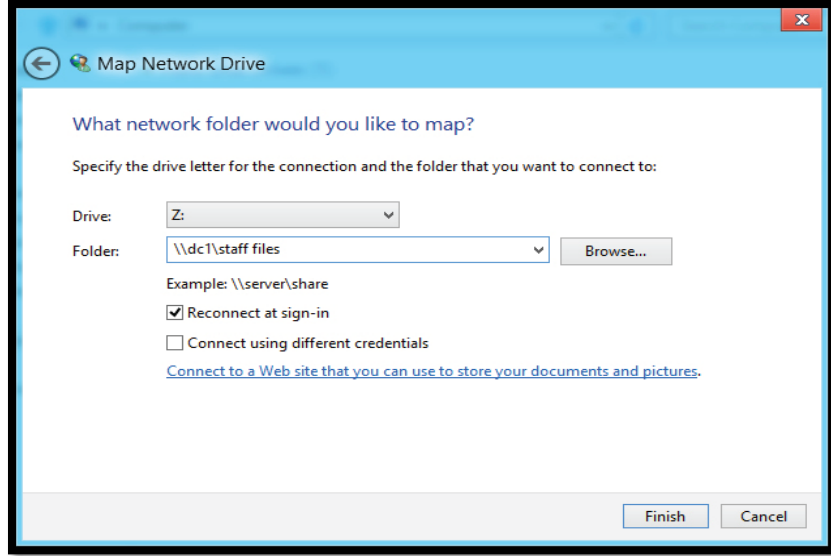 Computer
Map Network Drive
What network folder would you like to map?
Specify the drive letter for the connection and the folder that you want to connect to:
Drive: Z:
Folder: \\dc1\staff files Browse...
Example: \\server\share
Reconnect at sign-in
Connect using different credentials
Connect to a Web site that you can use to store your documents and pictures.
Finish Cancel